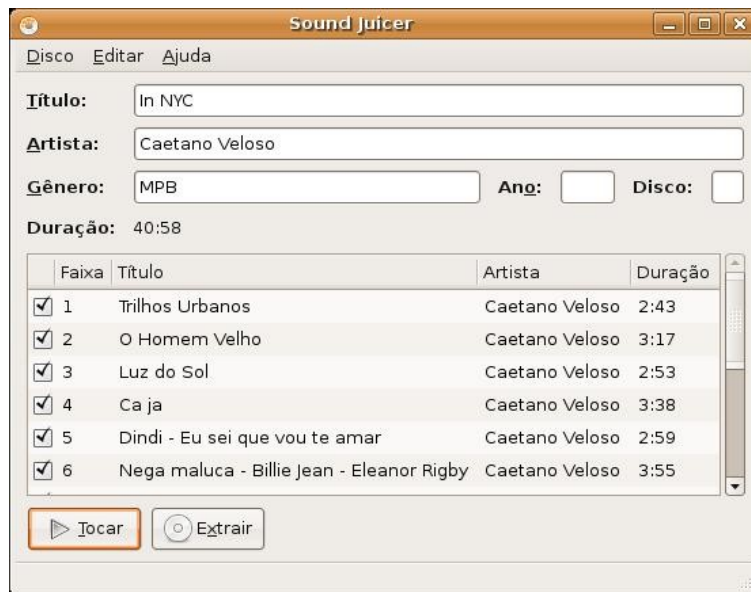 Sound Juicer
Disco Editar Ajuda
Título: In NYC
Artista: Caetano Veloso
Gênero: MPB Ano: Disco:
Duração: 40:58
Faixa Título Artista Duração
1 Trilhos Urbanos Caetano Veloso 2:43
2 O Homem Velho Caetano Veloso 3:17
3 Luz do Sol Caetano Veloso 2:53
4 Ca ja Caetano Veloso 3:38
5 Dindi - Eu sei que vou te amar Caetano Veloso 2:59
6 Nega maluca - Billie Jean - Eleanor Rigby Caetano Veloso 3:55
Tocar Extrair